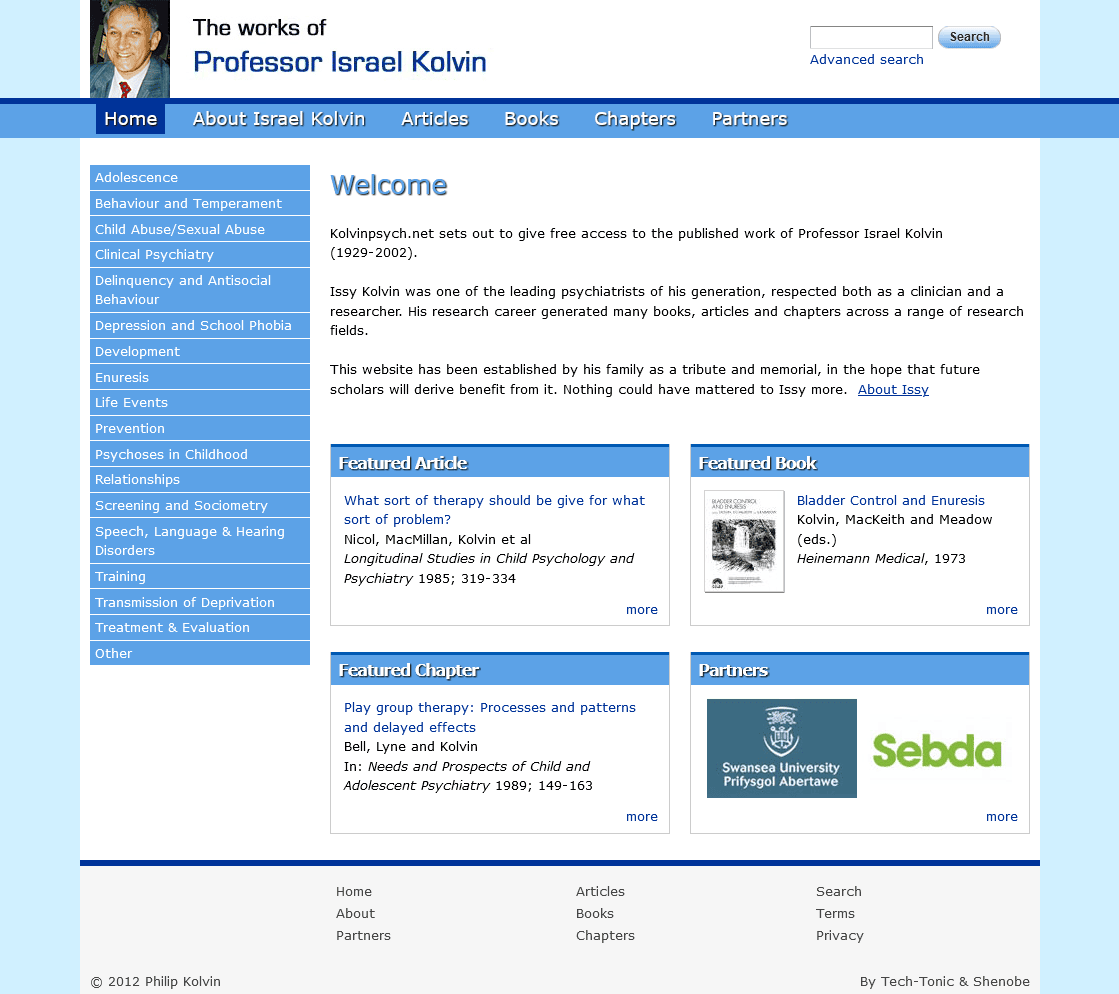 The works of
Professor Israel Kolvin
Search
Advanced search
Home
About Israel Kolvin
Articles
Books
Chapters
Partners
Adolescence
Behaviour and Temperament
Child Abuse/Sexual Abuse
Clinical Psychiatry
Delinquency and Antisocial
Behaviour
Depression and School Phobia
Development
Enuresis
Life Events
Prevention
Psychoses in Childhood
Relationships
Screening and Sociometry
Speech, Language & Hearing
Disorders
Training
Transmission of Deprivation
Treatment & Evaluation
Other
Welcome
Kolvinpsych.net sets out to give free access to the published work of Professor Israel Kolvin
(1929-2002).
Issy Kolvin was one of the leading psychiatrists of his generation, respected both as a clinician and a
researcher. His research career generated many books, articles and chapters across a range of research
fields.
This website has been established by his family as a tribute and memorial, in the hope that future
scholars will derive benefit from it. Nothing could have mattered to Issy more. About Issy
Featured Article
What sort of therapy should be give for what
sort of problem?
Nicol, MacMillan, Kolvin et al
Longitudinal Studies in Child Psychology and
Psychiatry 1985; 319-334
more
Featured Book
BLADDER CONTROL
AND ENURESIS
Bladder Control and Enuresis
Kolvin, MacKeith and Meadow
(eds.)
Heinemann Medical, 1973
more
Featured Chapter
Play group therapy: Processes and patterns
and delayed effects
Bell, Lyne and Kolvin
In: Needs and Prospects of Child and
Adolescent Psychiatry 1989; 149-163
more
Partners
Swansea University
Prifysgol Abertawe
Sebda
more
Home
About
Partners
Articles
Books
Chapters
Search
Terms
Privacy
© 2012 Philip Kolvin
By Tech-Tonic & Shenobe